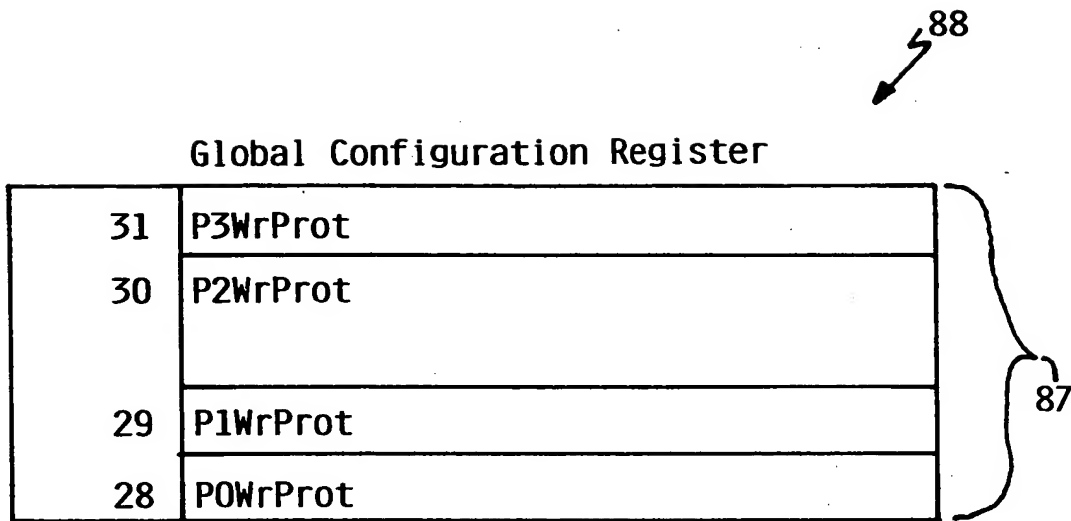 88
Global Configuration Register
31 P3WrProt
30 P2WrProt
29 P1WrProt
28 P0WrProt
87